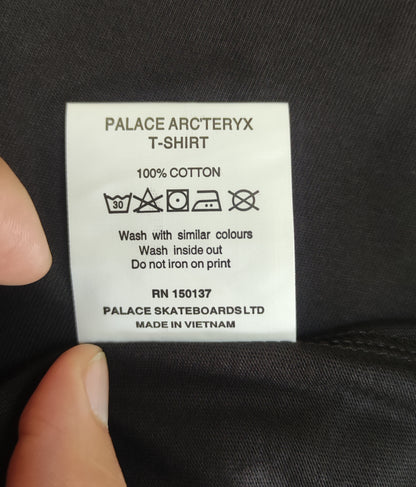 PALACE ARC'TERYX
T-SHIRT
100% COTTON
30
Wash with similar colours
Wash inside out
Do not iron on print
RN 150137
PALACE SKATEBOARDS LTD
MADE IN VIETNAM